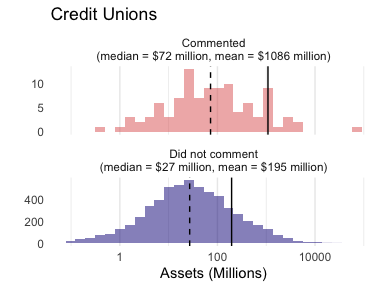 Credit Unions
Commented
(median = $72 million, mean = $1086 million)
10
5
0
Did not comment
(median = $27 million, mean = $195 million)
400
200
0
1
100
10000
Assets (Millions)